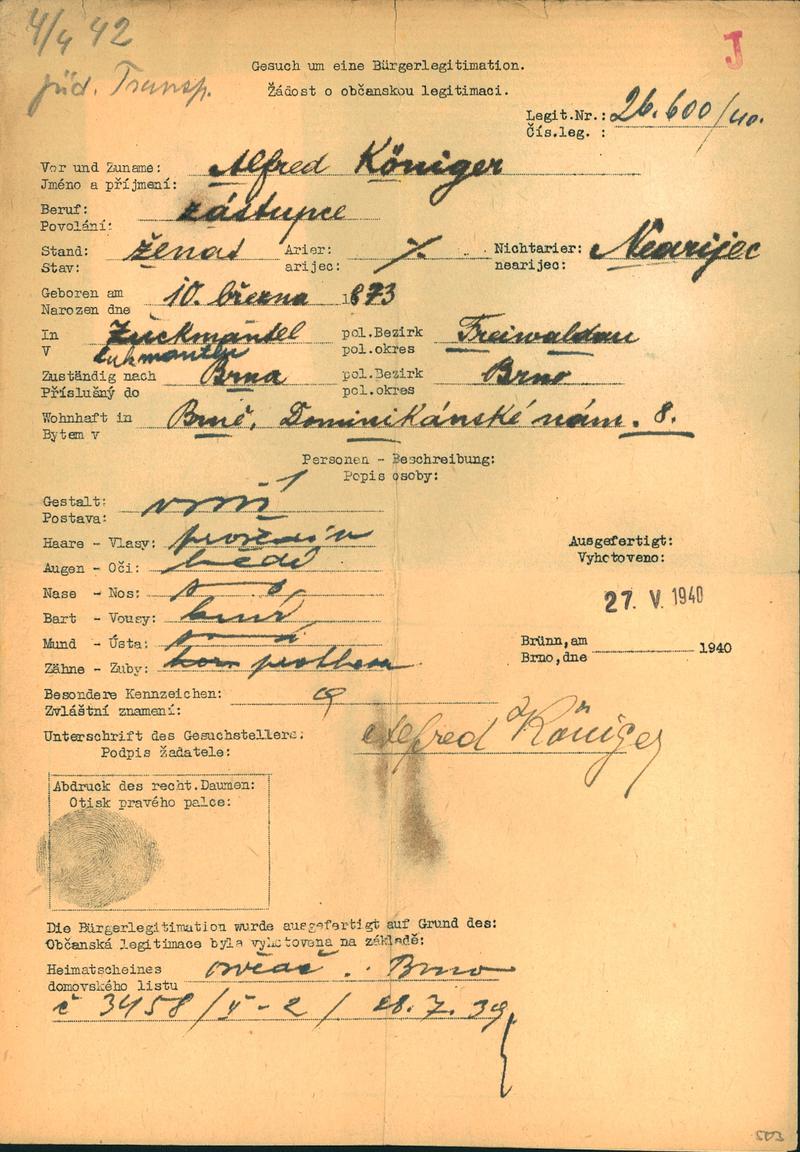 4/4 42
J
jüd. Transp.
Gesuch um eine Bürgerlegitimation.
Žádost o občanskou legitimaci.
Legit.Nr.: 26.600/40.
Čís.leg. :
Vor und Zuname: Alfred Königer
Jméno a příjmení:
Beruf: zástupce
Povolání:
Stand: ženat Arier: ./. Nichtarier: Nearijec
Stav: arijec: nearijec:
Geboren am 10. března 1873
Narozen dne
In Zuckmantel pol.Bezirk Freiwaldau
V pol.okres
Zuständig nach Brna pol.Bezirk Brno
Příslušný do pol.okres
Wohnhaft in Brně, Dominikánské nám. 8.
Bytem v
Personen - Beschreibung:
Popis osoby:
Gestalt:
Postava:
Haare - Vlasy:
Augen - Oči: hnědé
Nase - Nos:
Bart - Vousy:
Mund - Ústa:
Zähne - Zuby:
Ausgefertigt:
Vyhotoveno:
27. V. 1940
Brünn,am 1940
Brno,dne
Besondere Kennzeichen:
Zvláštní znamení:
Unterschrift des Gesuchstellers: Alfred Königer
Podpis žadatele:
Abdruck des recht.Daumen:
Otisk pravého palce:
Die Bürgerlegitimation wurde ausgefertigt auf Grund des:
Občanská legitimace byla vyhotovena na základě:
Heimatscheines osvědč. Brno
domovského listu
č 3458/V-2/ 28.7.39
503